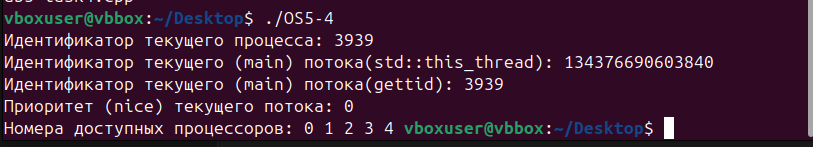 vboxuser@vbbox:~/Desktop$ ./OS5-4
Идентификатор текущего процесса: 3939
Идентификатор текущего (main) потока(std::this_thread): 134376690603840
Идентификатор текущего (main) потока(gettid): 3939
Приоритет (nice) текущего потока: 0
Номера доступных процессоров: 0 1 2 3 4 vboxuser@vbbox:~/Desktop$